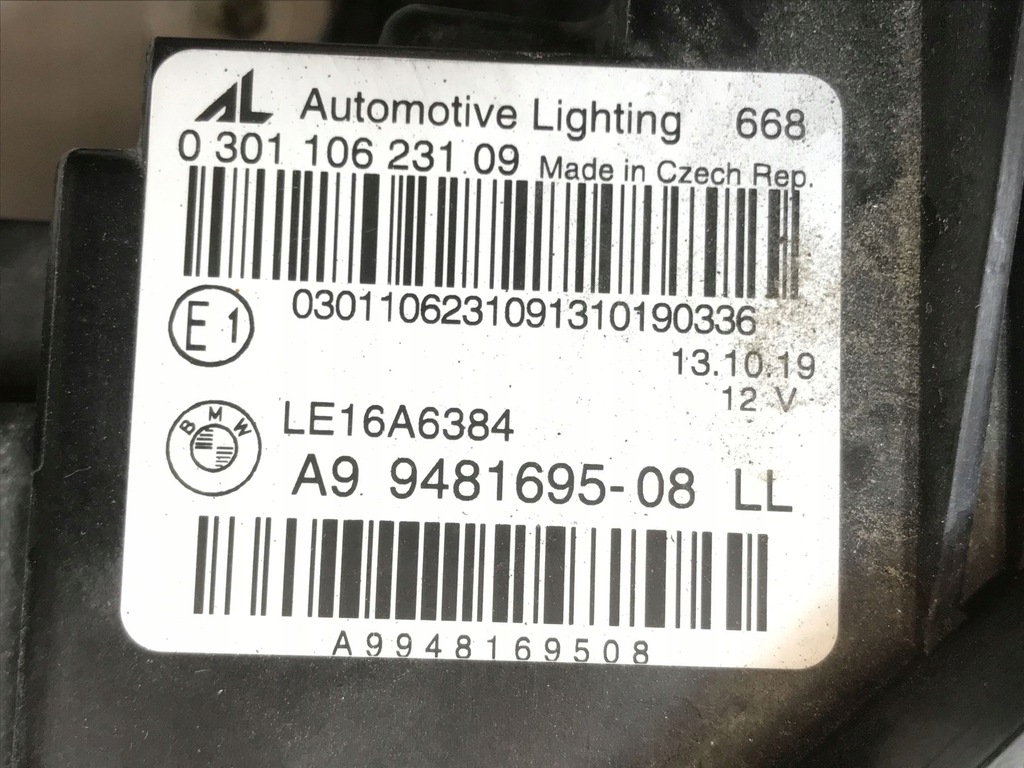 AL Automotive Lighting 668
0 301 106 231.09 Made in Czech Rep.
0301106231091310190336
E1
13.10.19
12 V
BMW
LE16A6384
A9 9481695-08 LL
A9948169508